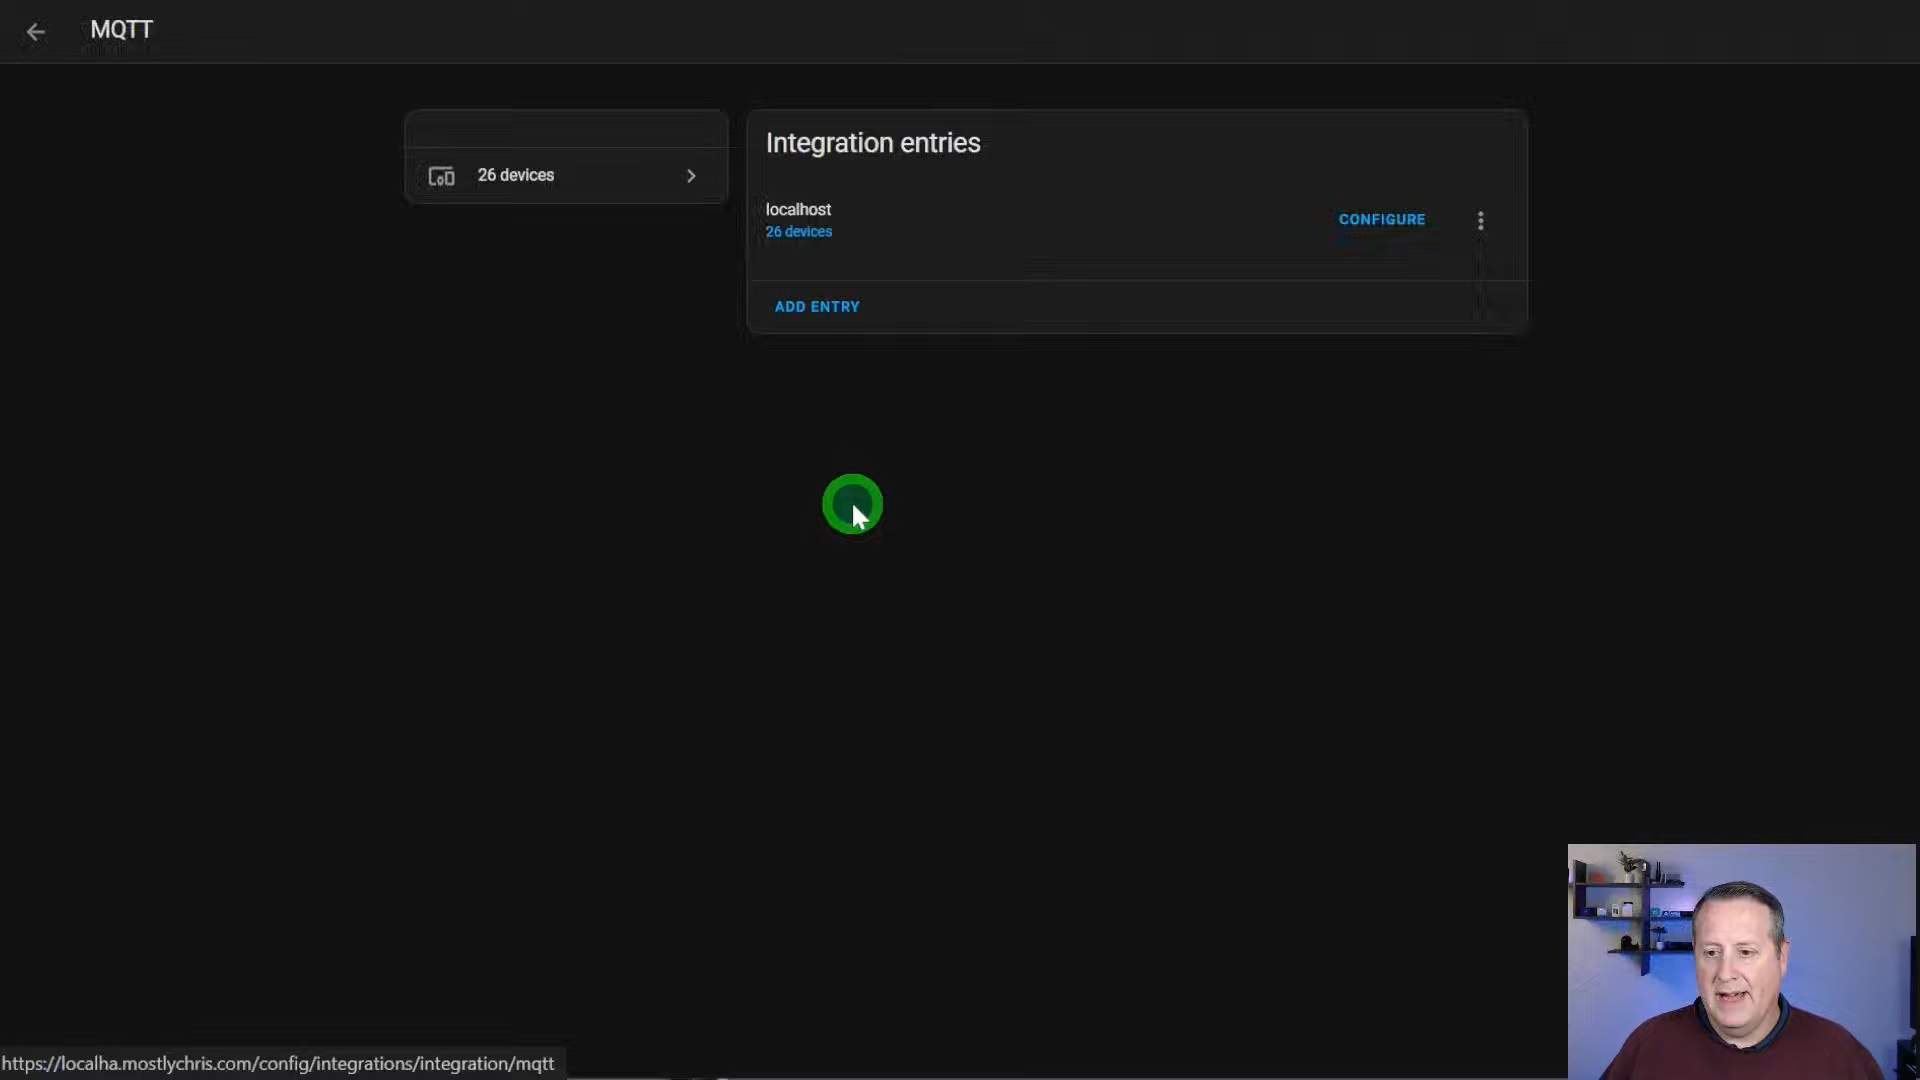 MQTT
26 devices
Integration entries
localhost
26 devices
CONFIGURE
ADD ENTRY
https://localha.mostlychris.com/config/integrations/integration/mqtt